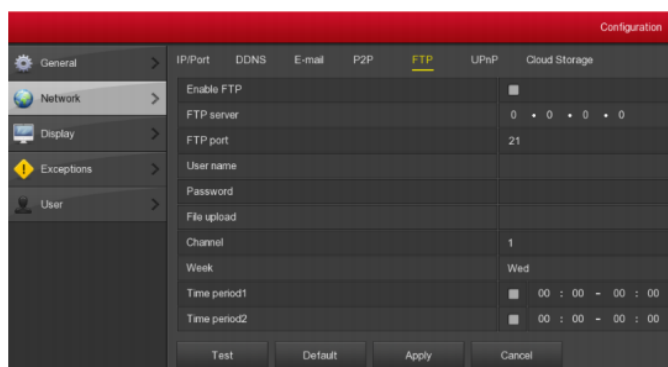 Configuration
General
Network
Display
Exceptions
User
IP/Port DDNS E-mail P2P FTP UPnP Cloud Storage
Enable FTP
FTP server 0 . 0 . 0 . 0
FTP port 21
User name
Password
File upload
Channel 1
Week Wed
Time period1 00 : 00 - 00 : 00
Time period2 00 : 00 - 00 : 00
Test Default Apply Cancel